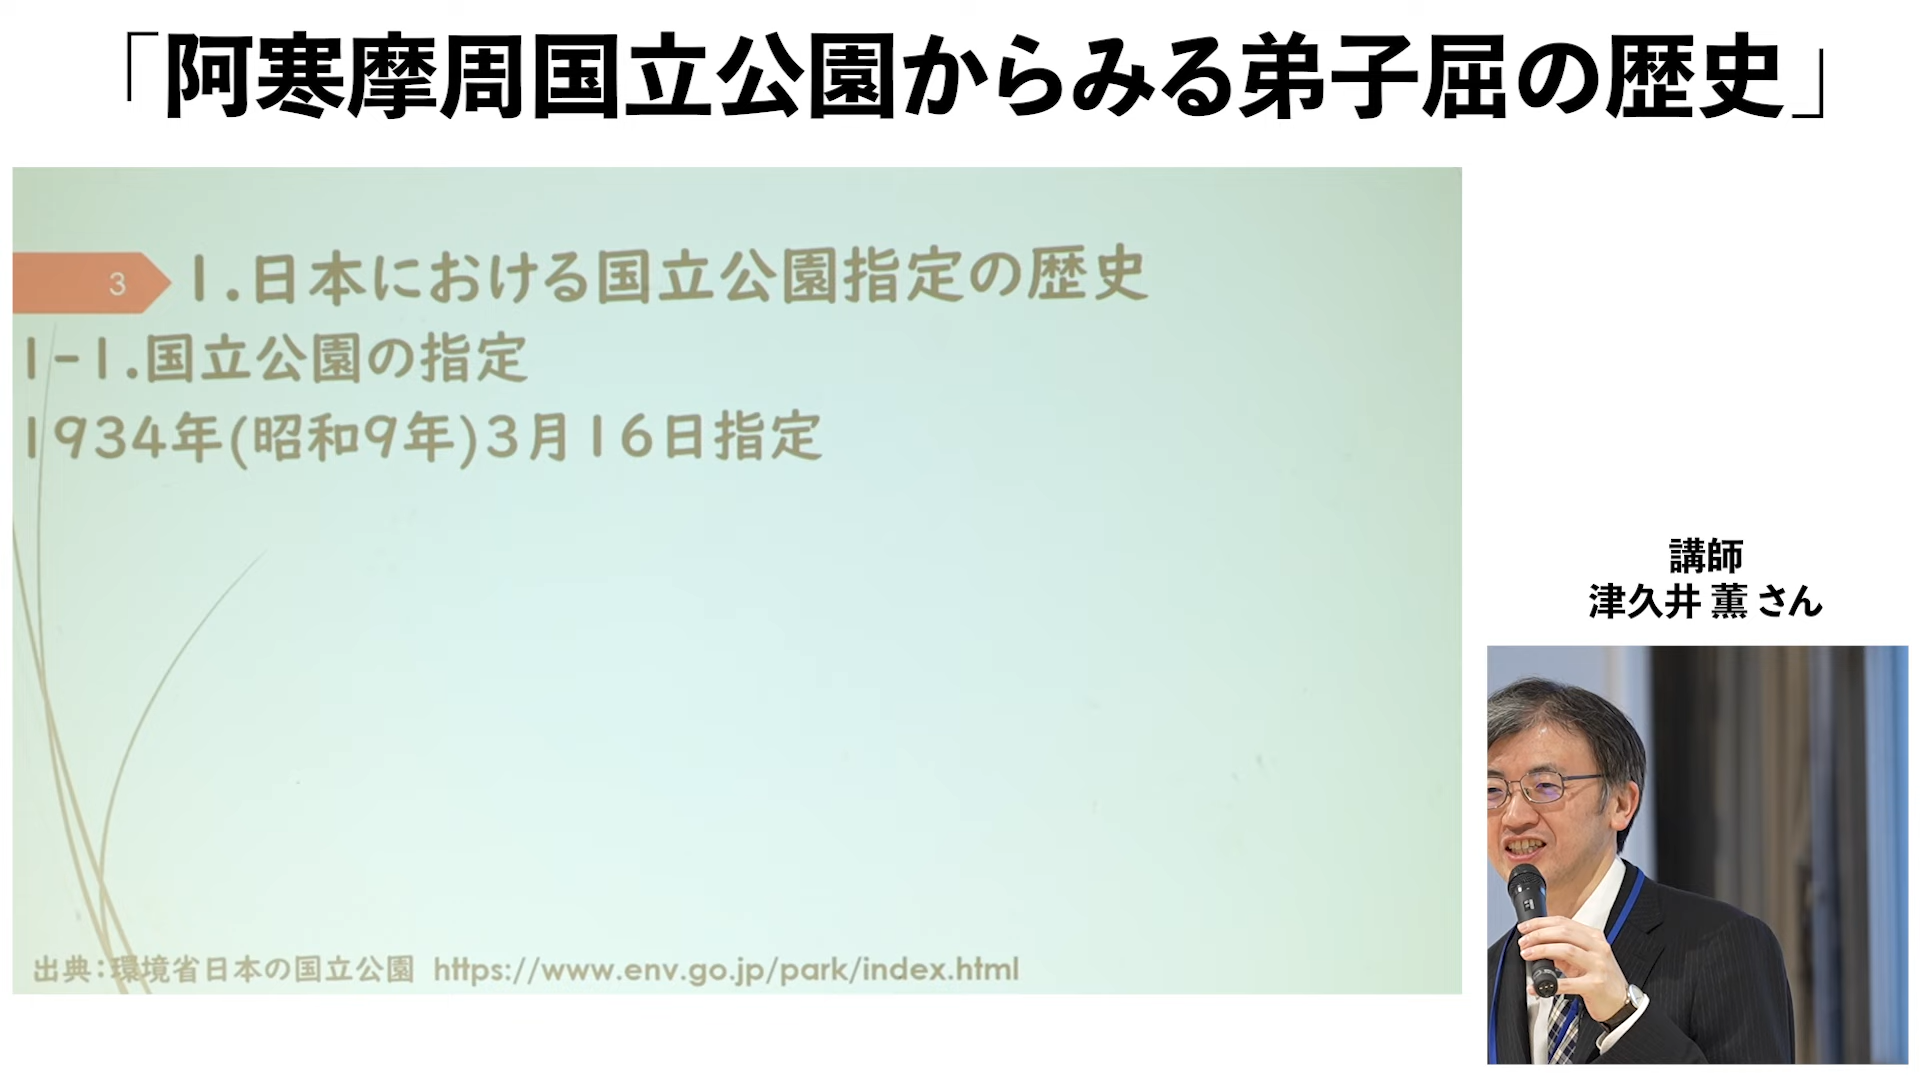 「阿寒摩周国立公園からみる弟子屈の歴史」
3
1.日本における国立公園指定の歴史
1-1.国立公園の指定
1934年(昭和9年)3月16日指定
出典:環境省日本の国立公園 https://www.env.go.jp/park/index.html
講師
津久井 薫 さん